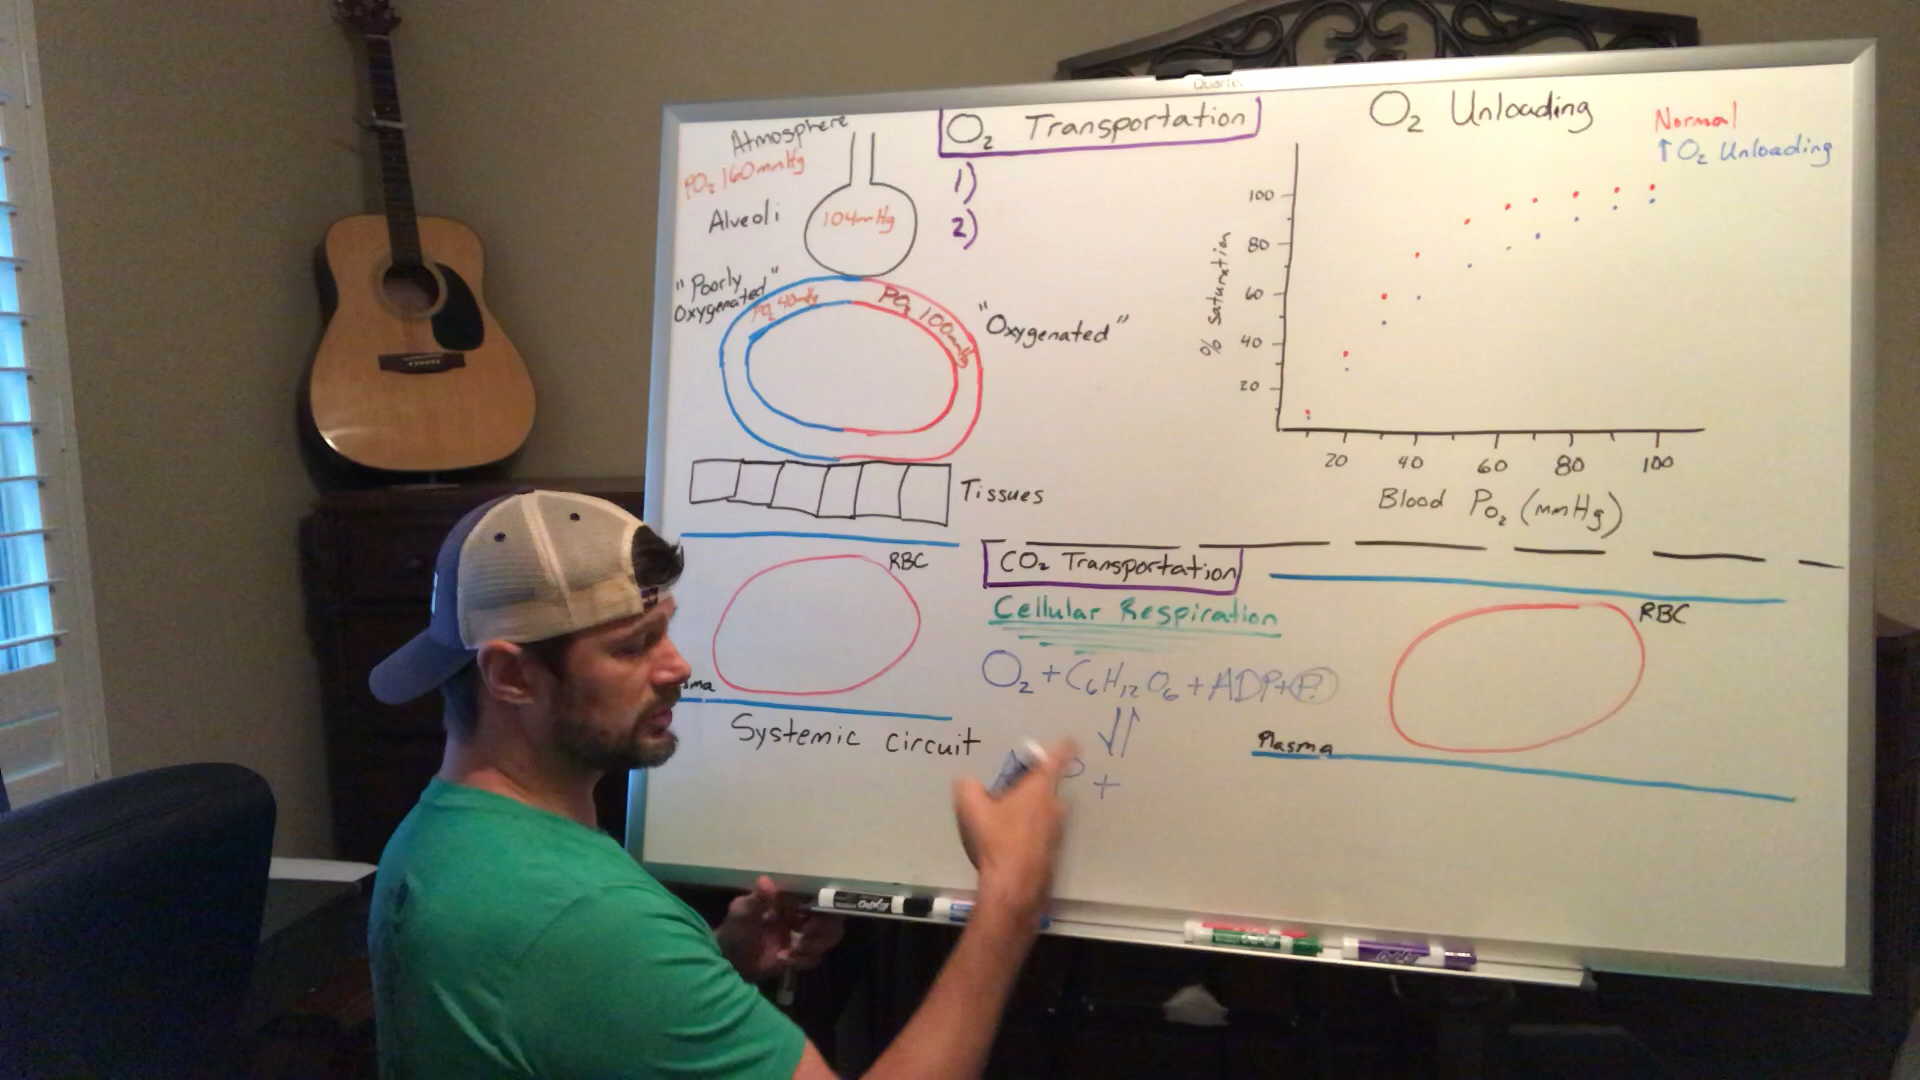 Quartet
Atmosphere
PO₂ 160mmHg
Alveoli
104mmHg
"Poorly
Oxygenated"
PO₂ 40mmHg
PO₂ 100mmHg
"Oxygenated"
Tissues
O₂ Transportation
1)
2)
O₂ Unloading
Normal
↑O₂ Unloading
% Saturation
100
80
60
40
20
20 40 60 80 100
Blood PO₂ (mmHg)
RBC
Systemic circuit
CO₂ Transportation
Cellular Respiration
O₂ + C₆H₁₂O₆ + ADP+P
+
RBC
Plasma
EXPO